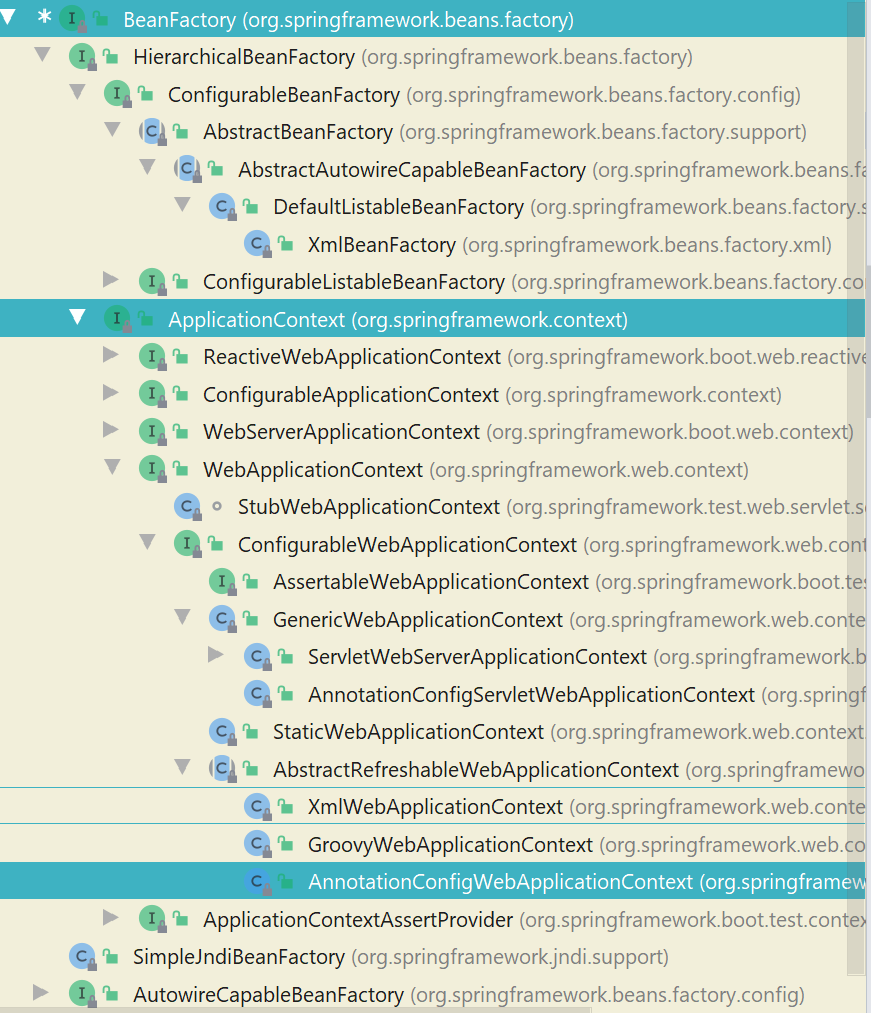 * I BeanFactory (org.springframework.beans.factory)
I HierarchicalBeanFactory (org.springframework.beans.factory)
I ConfigurableBeanFactory (org.springframework.beans.factory.config)
C AbstractBeanFactory (org.springframework.beans.factory.support)
C AbstractAutowireCapableBeanFactory (org.springframework.beans.fa
C DefaultListableBeanFactory (org.springframework.beans.factory.s
C XmlBeanFactory (org.springframework.beans.factory.xml)
I ConfigurableListableBeanFactory (org.springframework.beans.factory.co
I ApplicationContext (org.springframework.context)
I ReactiveWebApplicationContext (org.springframework.boot.web.reactive
I ConfigurableApplicationContext (org.springframework.context)
I WebServerApplicationContext (org.springframework.boot.web.context)
I WebApplicationContext (org.springframework.web.context)
C StubWebApplicationContext (org.springframework.test.web.servlet.s
I ConfigurableWebApplicationContext (org.springframework.web.cont
I AssertableWebApplicationContext (org.springframework.boot.tes
C GenericWebApplicationContext (org.springframework.web.conte
C ServletWebServerApplicationContext (org.springframework.b
C AnnotationConfigServletWebApplicationContext (org.springf
C StaticWebApplicationContext (org.springframework.web.context
C AbstractRefreshableWebApplicationContext (org.springframewo
C XmlWebApplicationContext (org.springframework.web.conte
C GroovyWebApplicationContext (org.springframework.web.co
C AnnotationConfigWebApplicationContext (org.springframew
I ApplicationContextAssertProvider (org.springframework.boot.test.contex
C SimpleJndiBeanFactory (org.springframework.jndi.support)
I AutowireCapableBeanFactory (org.springframework.beans.factory.config)